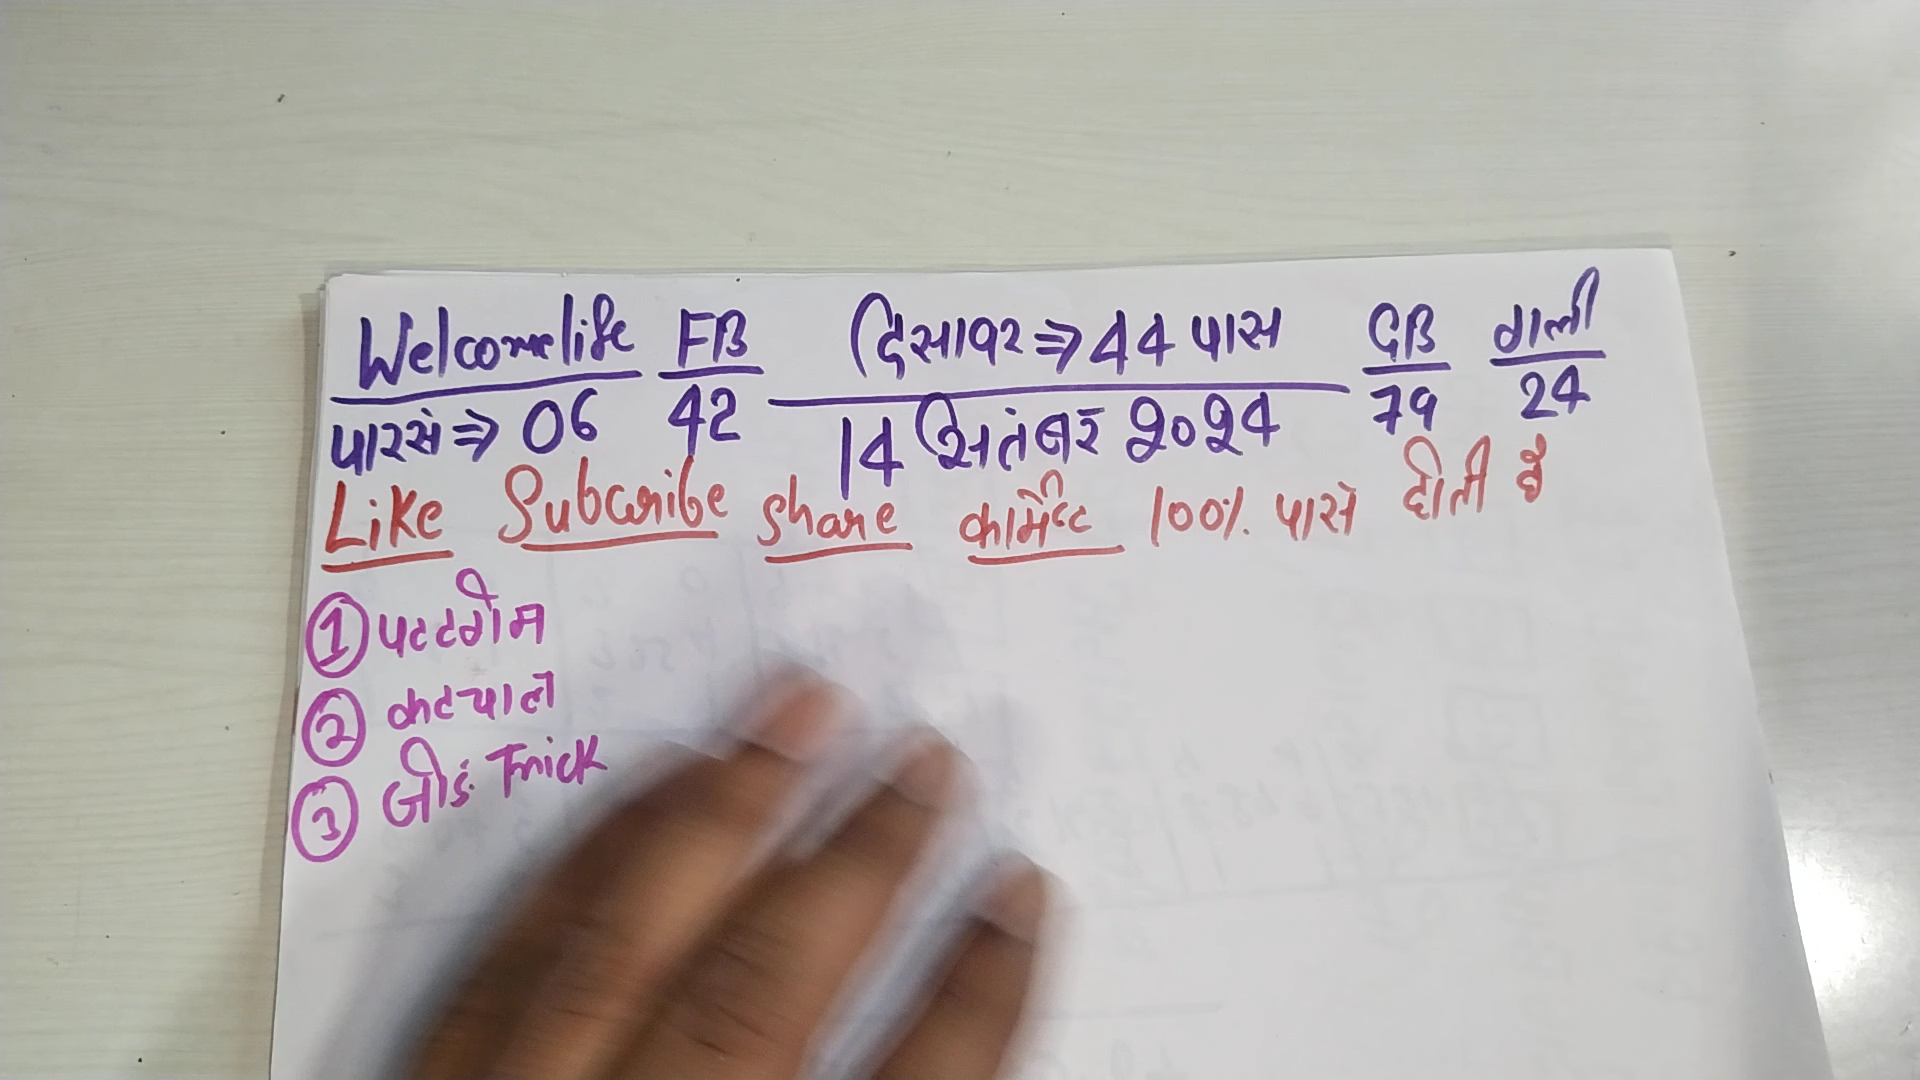 Welcomelife FB दिसावर ⇒ 44 पास GB गली
पारसं ⇒ 06 42 14 सितंबर 2024 79 24
Like Subcribe share कामेन्ट 100% पास होती है
1 पटटगेम
2 कटचाल
3 जोड Trick